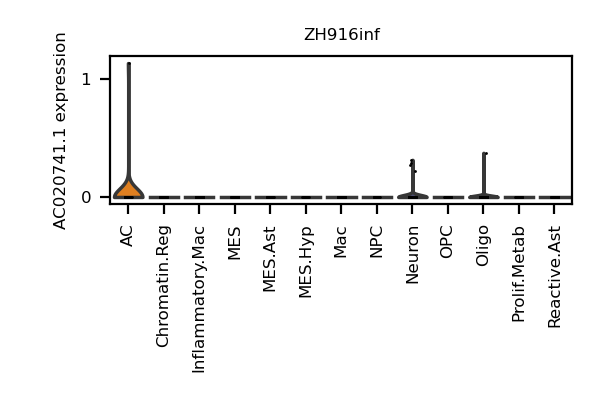 ZH916inf
AC020741.1 expression
1
0
AC
Chromatin.Reg
Inflammatory.Mac
MES
MES.Ast
MES.Hyp
Mac
NPC
Neuron
OPC
Oligo
Prolif.Metab
Reactive.Ast